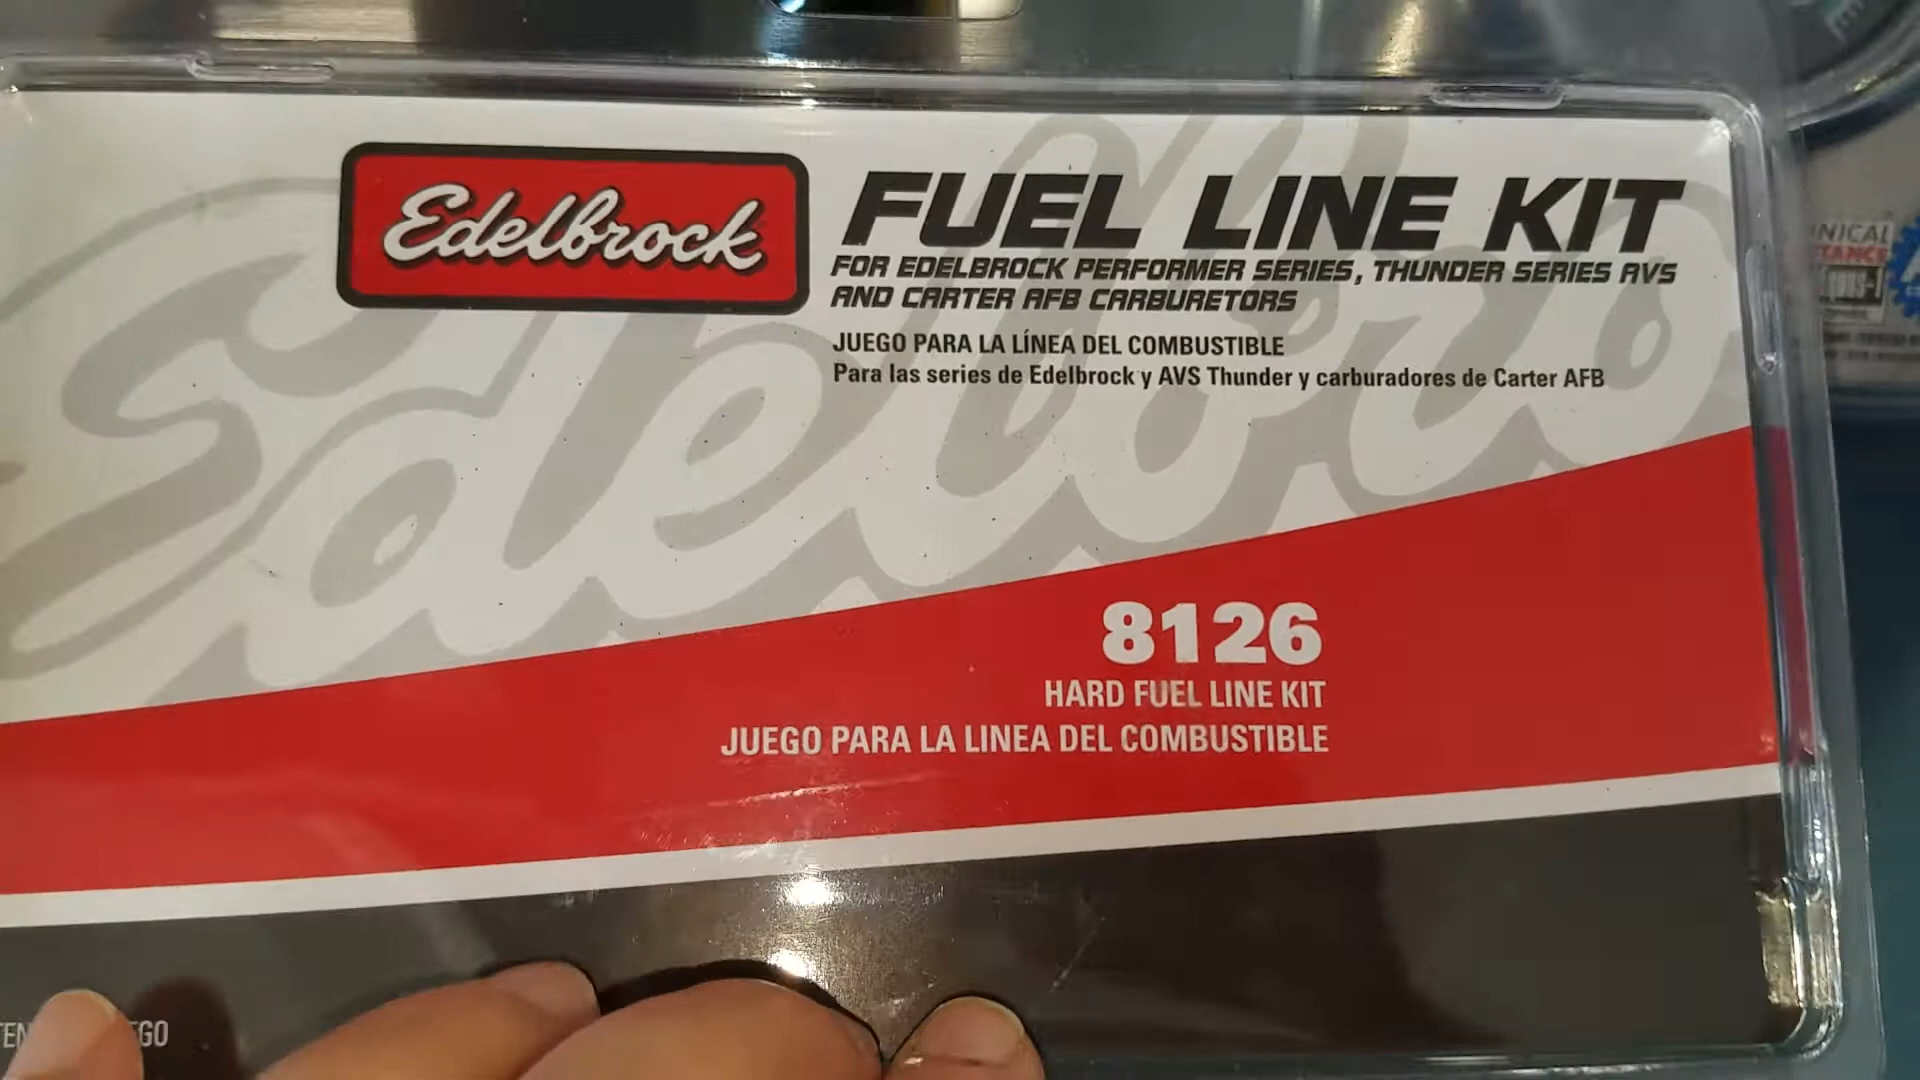 Edelbrock
FUEL LINE KIT
FOR EDELBROCK PERFORMER SERIES, THUNDER SERIES AVS
AND CARTER AFB CARBURETORS
JUEGO PARA LA LÍNEA DEL COMBUSTIBLE
Para las series de Edelbrock y AVS Thunder y carburadores de Carter AFB
8126
HARD FUEL LINE KIT
JUEGO PARA LA LINEA DEL COMBUSTIBLE